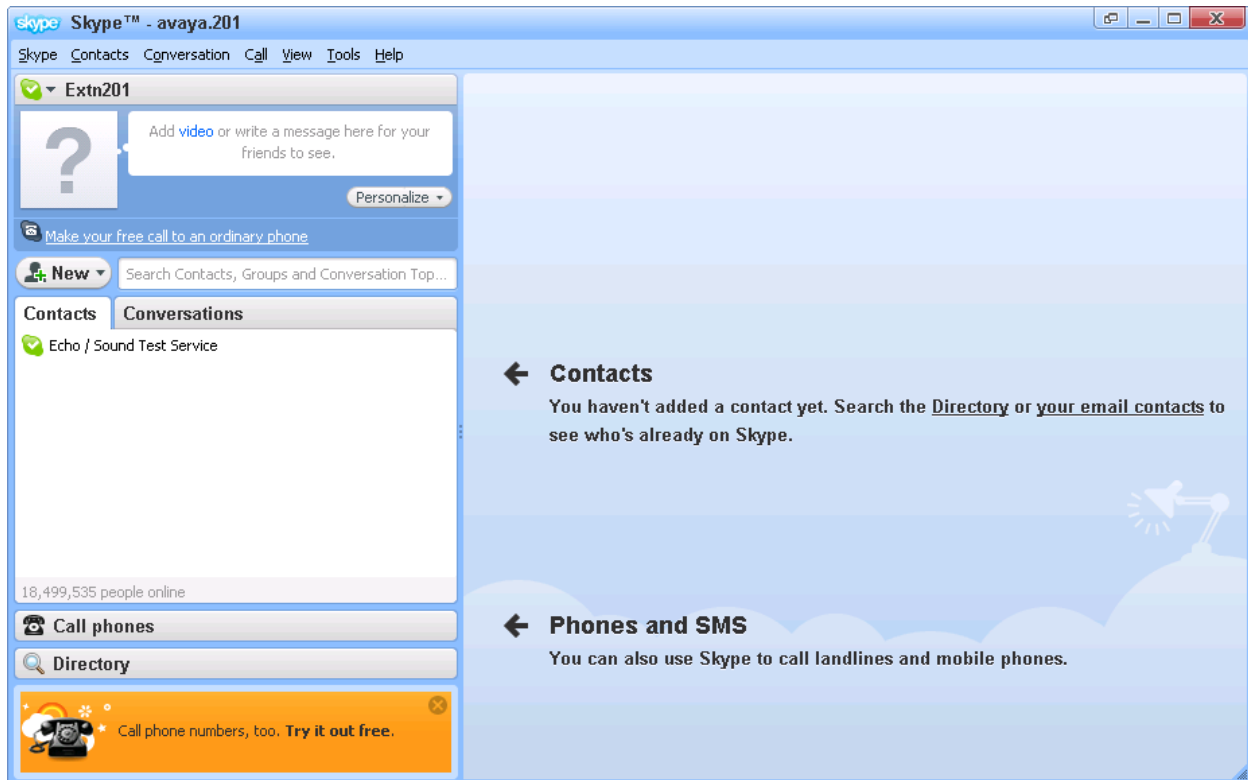 skype Skype™ - avaya.201
Skype Contacts Conversation Call View Tools Help
Extn201
?
Add video or write a message here for your
friends to see.
Personalize
Make your free call to an ordinary phone
New
Search Contacts, Groups and Conversation Top...
Contacts Conversations
Echo / Sound Test Service
18,499,535 people online
Call phones
Directory
Call phone numbers, too. Try it out free.
Contacts
You haven't added a contact yet. Search the Directory or your email contacts to
see who's already on Skype.
Phones and SMS
You can also use Skype to call landlines and mobile phones.